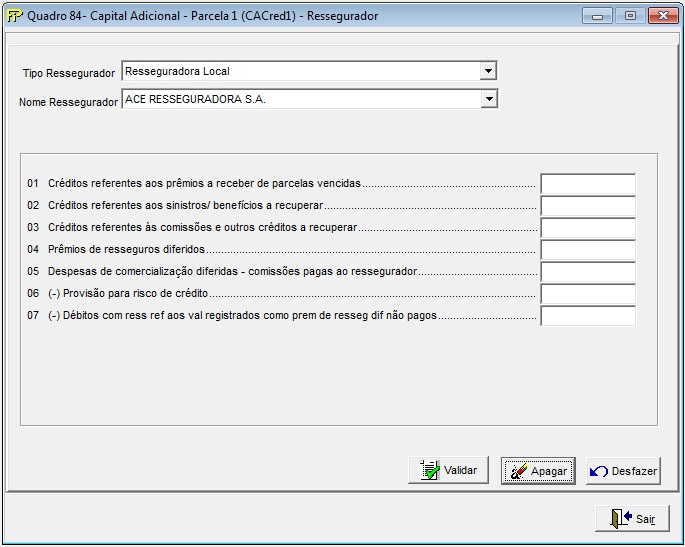 Quadro 84- Capital Adicional - Parcela 1 (CACred1) - Ressegurador
Tipo Ressegurador Resseguradora Local
Nome Ressegurador ACE RESSEGURADORA S.A.
01 Créditos referentes aos prêmios a receber de parcelas vencidas
02 Créditos referentes aos sinistros/ benefícios a recuperar
03 Créditos referentes às comissões e outros créditos a recuperar
04 Prêmios de resseguros diferidos
05 Despesas de comercialização diferidas - comissões pagas ao ressegurador
06 (-) Provisão para risco de crédito
07 (-) Débitos com ress ref aos val registrados como prem de resseg dif não pagos
Validar Apagar Desfazer
Sair